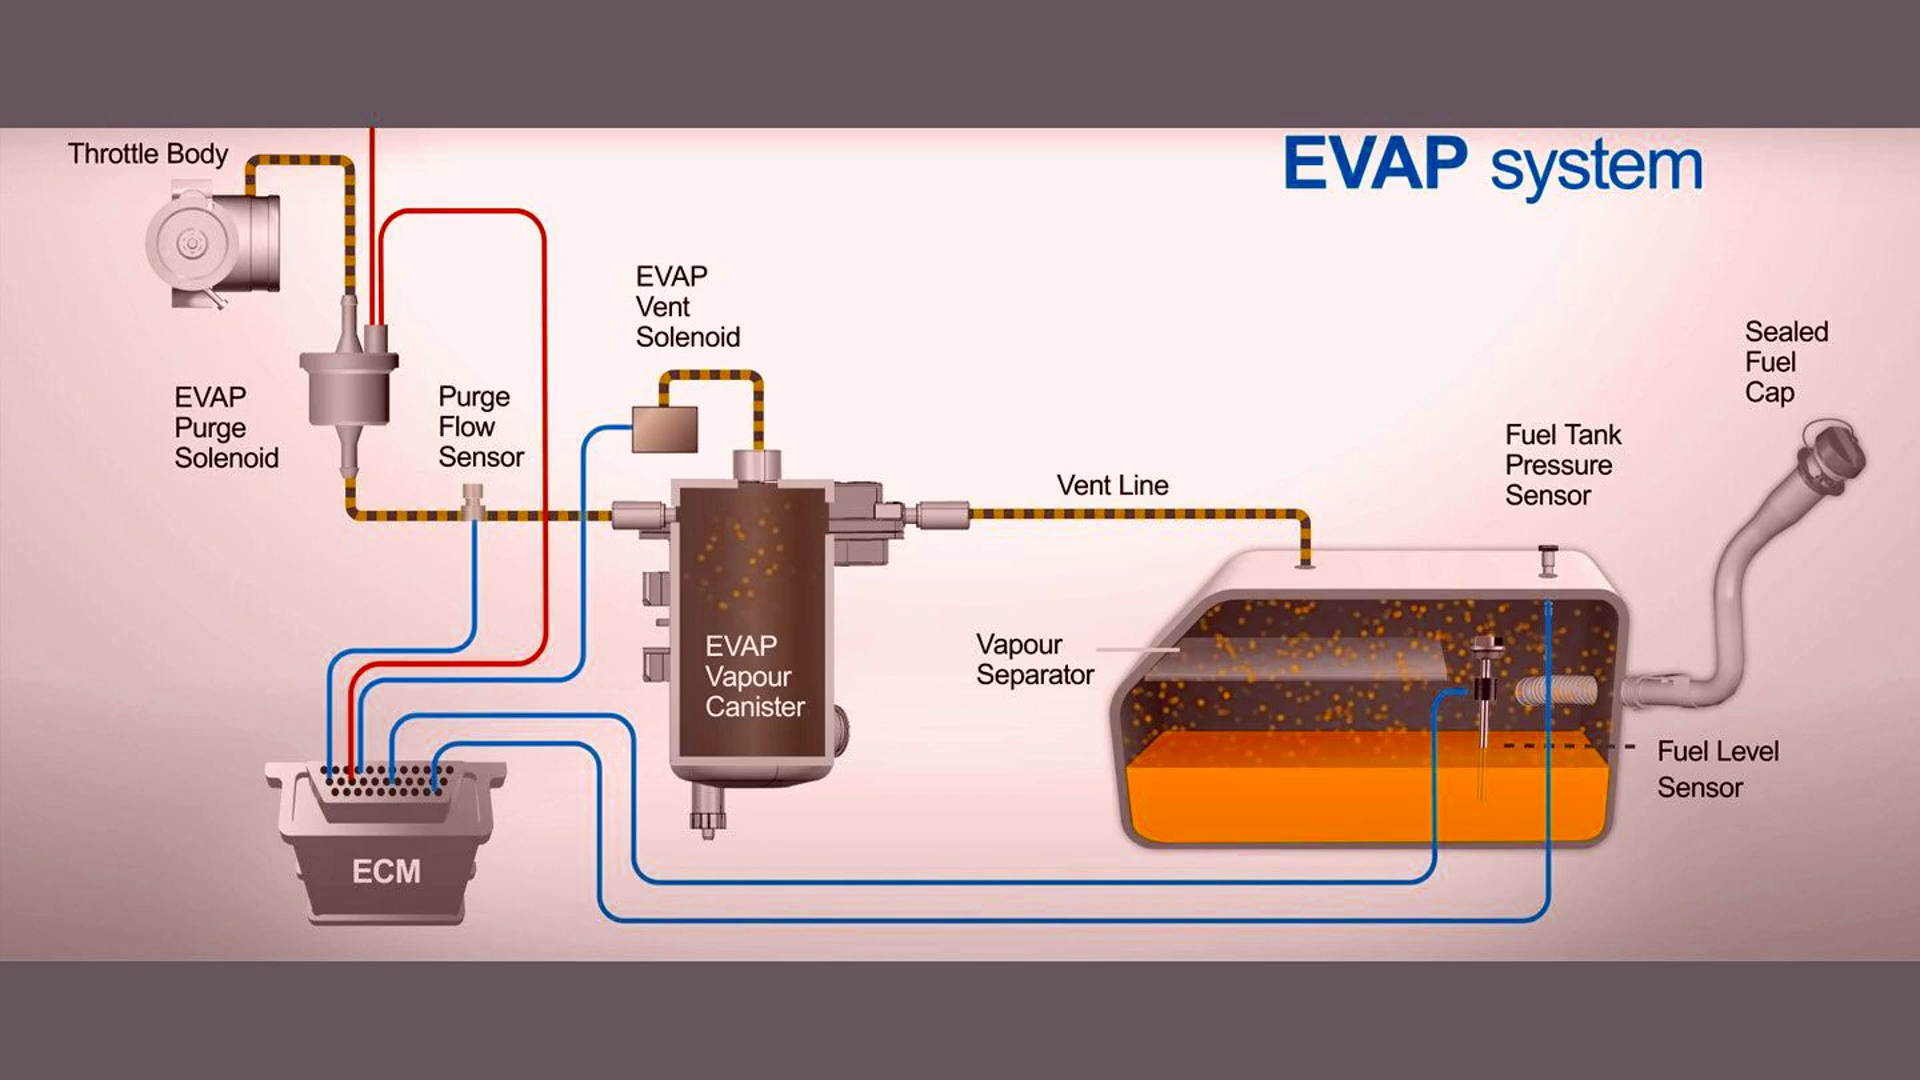 EVAP system
Throttle Body
EVAP
Vent
Solenoid
Sealed
Fuel
Cap
EVAP
Purge
Solenoid
Purge
Flow
Sensor
Fuel Tank
Pressure
Sensor
Vent Line
EVAP
Vapour
Canister
Vapour
Separator
Fuel Level
Sensor
ECM